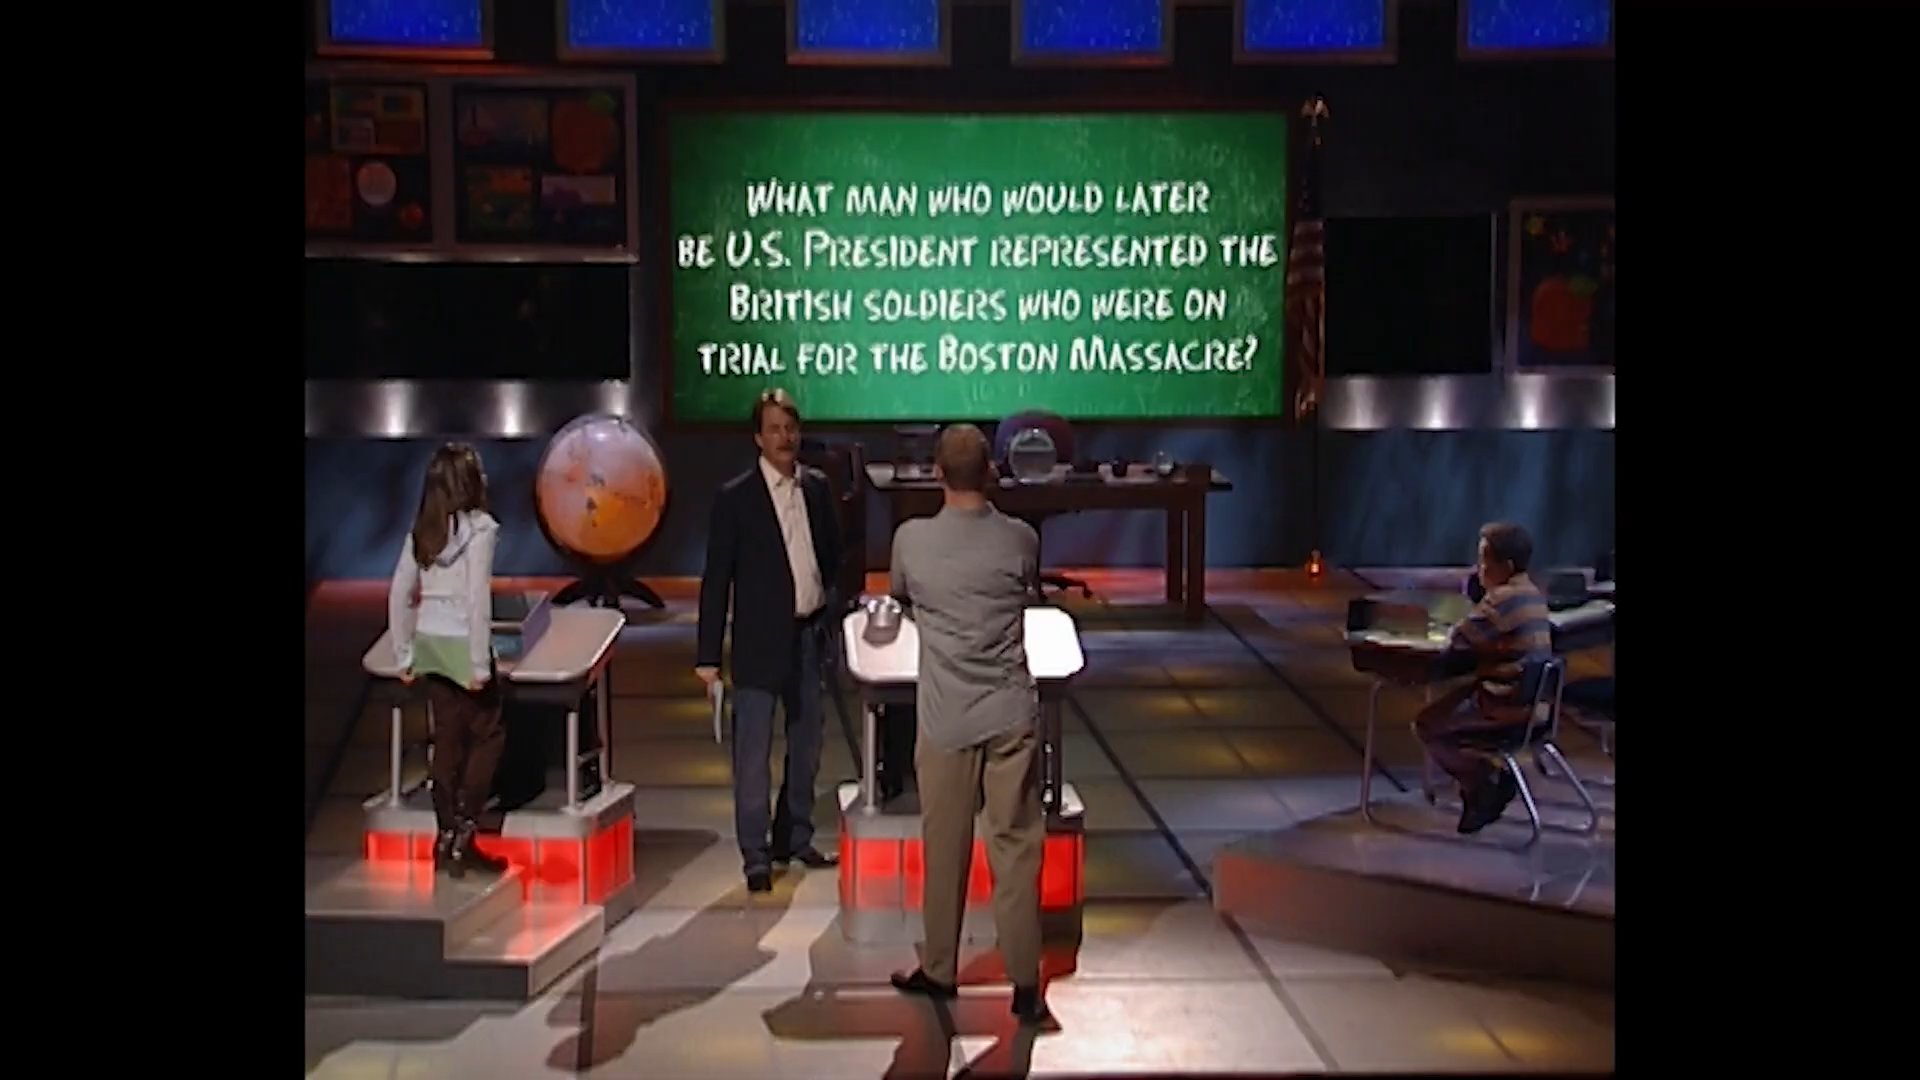 What man who would later
be U.S. President represented the
British soldiers who were on
trial for the Boston Massacre?